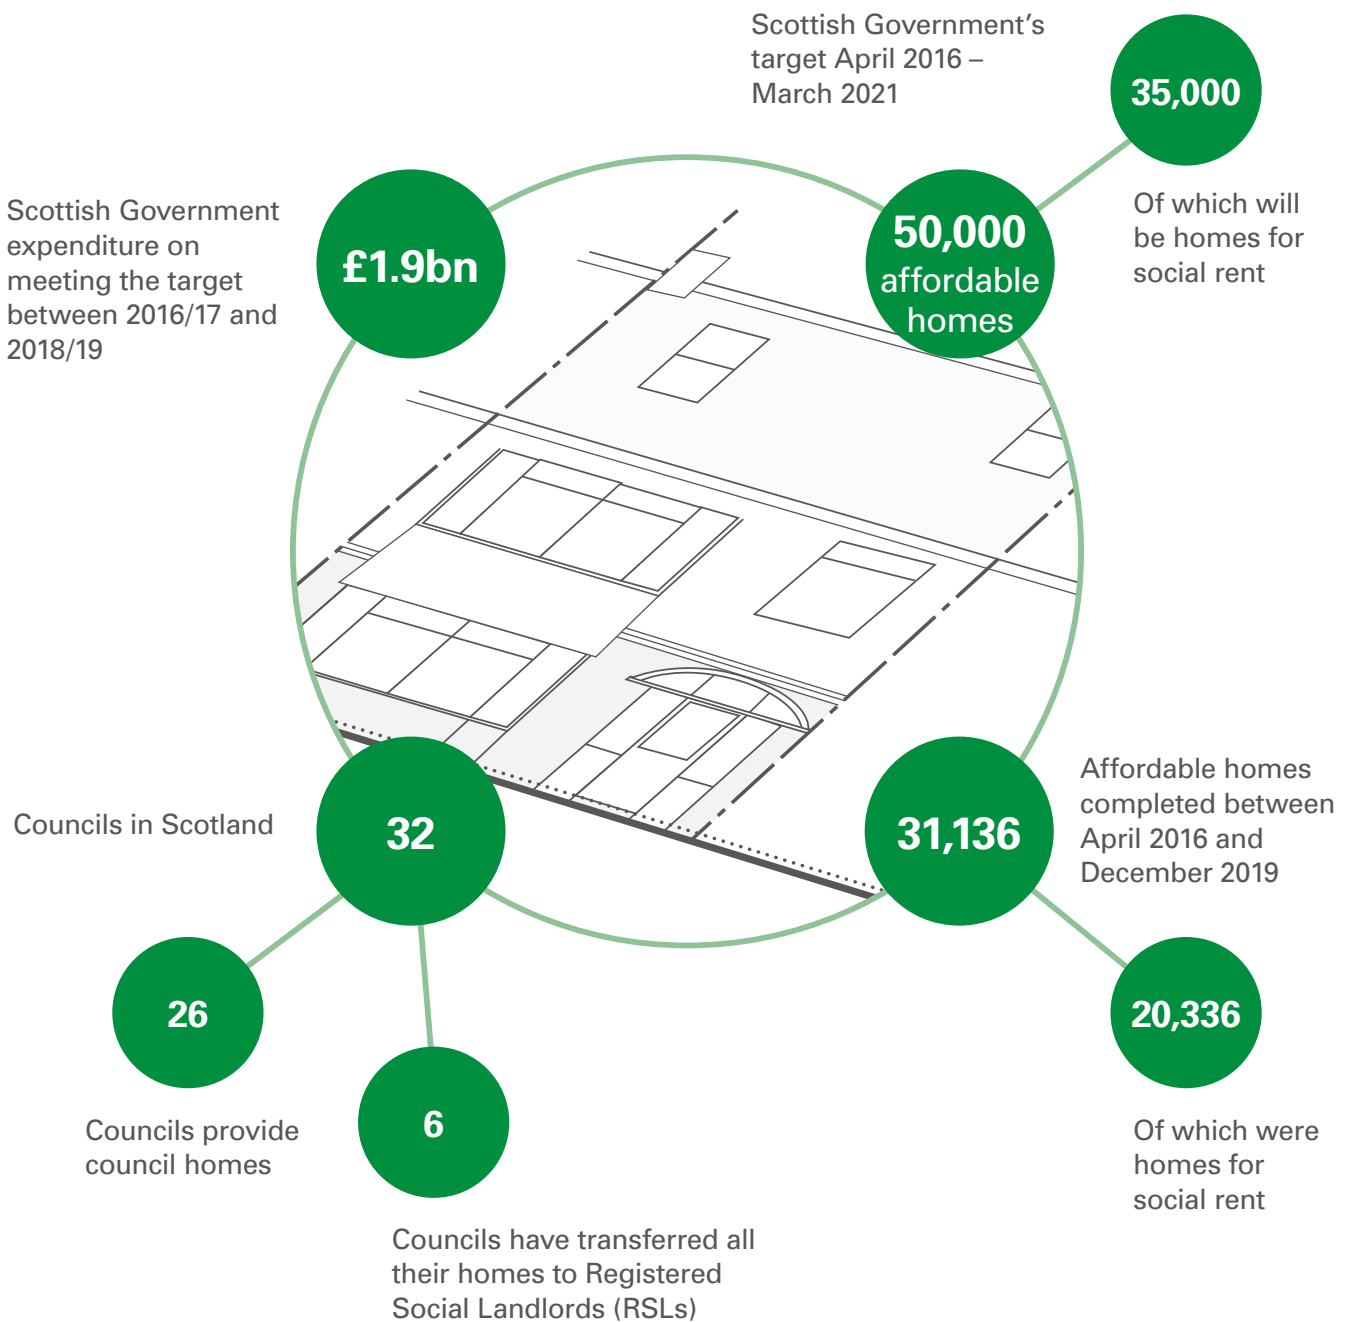 Scottish Government’s
target April 2016 –
March 2021
35,000
Of which will
be homes for
social rent
50,000
affordable
homes
Scottish Government
expenditure on
meeting the target
between 2016/17 and
2018/19
£1.9bn
Councils in Scotland
32
31,136
Affordable homes
completed between
April 2016 and
December 2019
26
Councils provide
council homes
6
Councils have transferred all
their homes to Registered
Social Landlords (RSLs)
20,336
Of which were
homes for
social rent